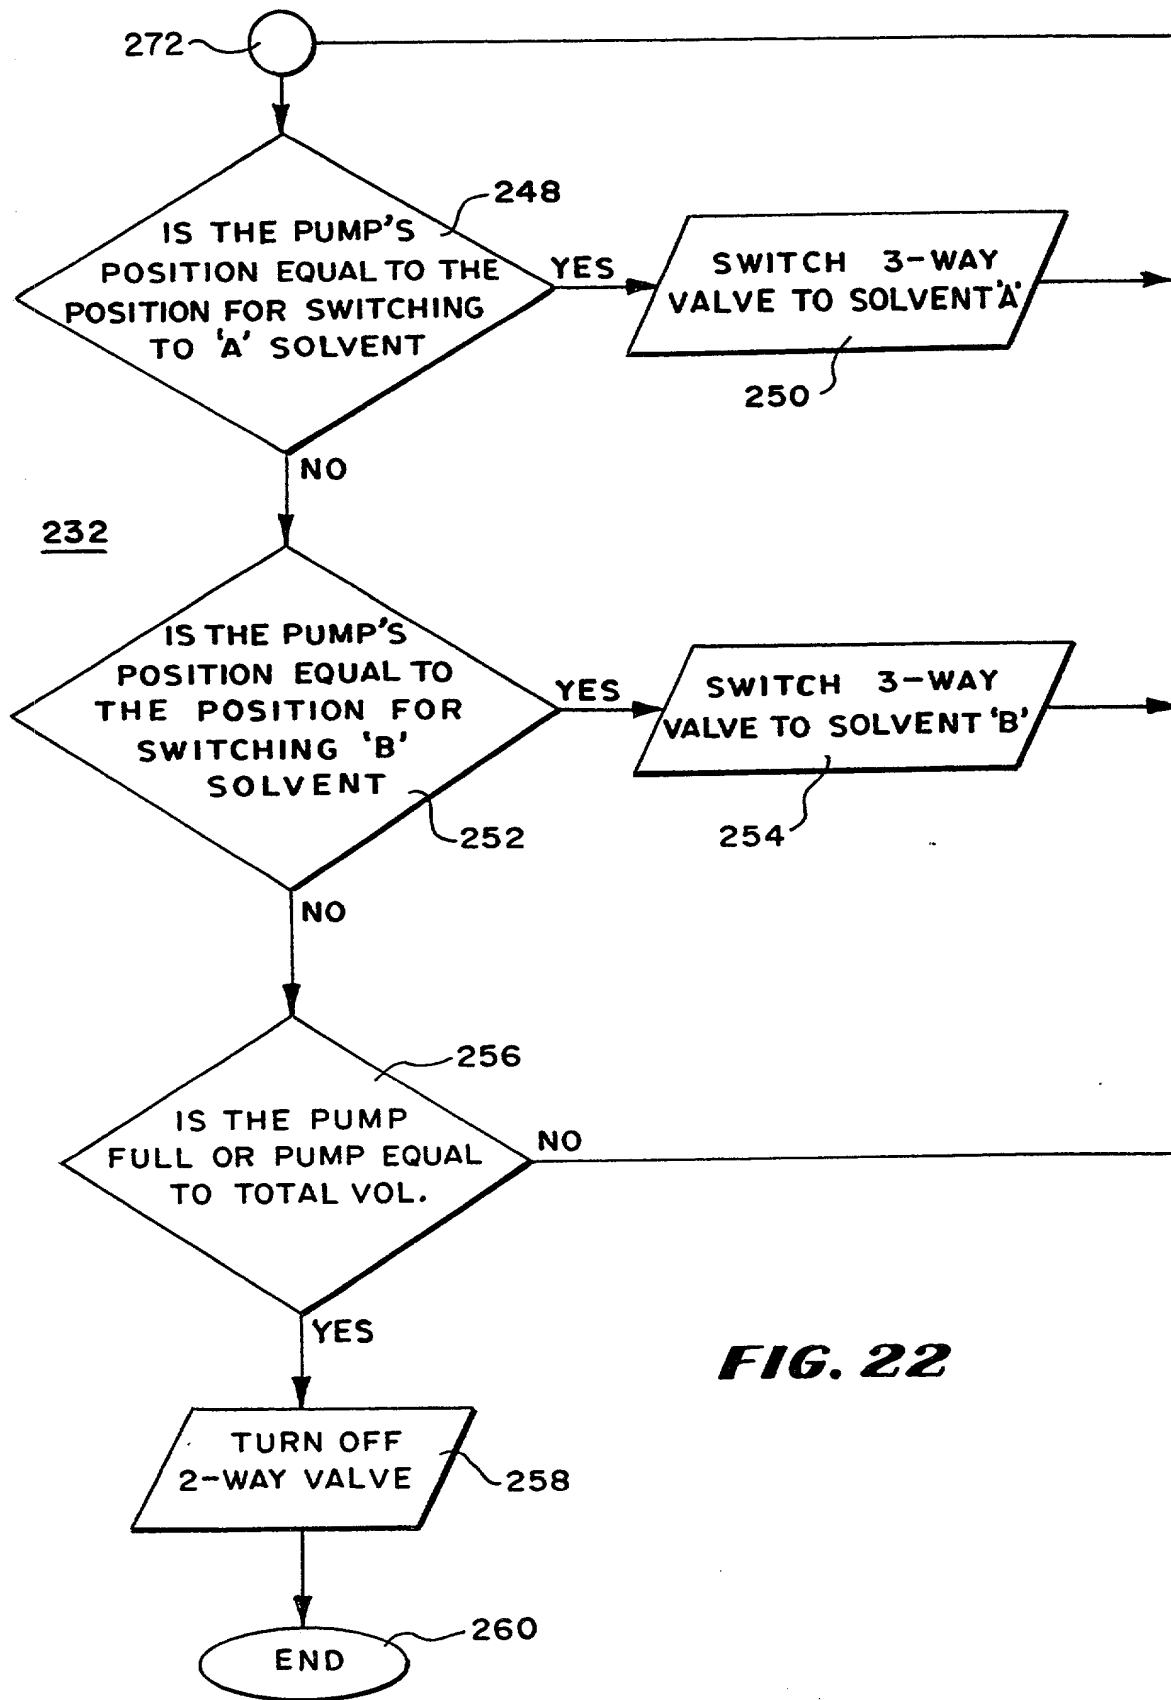 272
248
IS THE PUMP'S
POSITION EQUAL TO THE
POSITION FOR SWITCHING
TO 'A' SOLVENT
YES
SWITCH 3-WAY
VALVE TO SOLVENT 'A'
250
NO
232
IS THE PUMP'S
POSITION EQUAL TO
THE POSITION FOR
SWITCHING 'B'
SOLVENT
252
YES
SWITCH 3-WAY
VALVE TO SOLVENT 'B'
254
NO
256
IS THE PUMP
FULL OR PUMP EQUAL
TO TOTAL VOL.
NO
YES
FIG. 22
TURN OFF
2-WAY VALVE
258
260
END